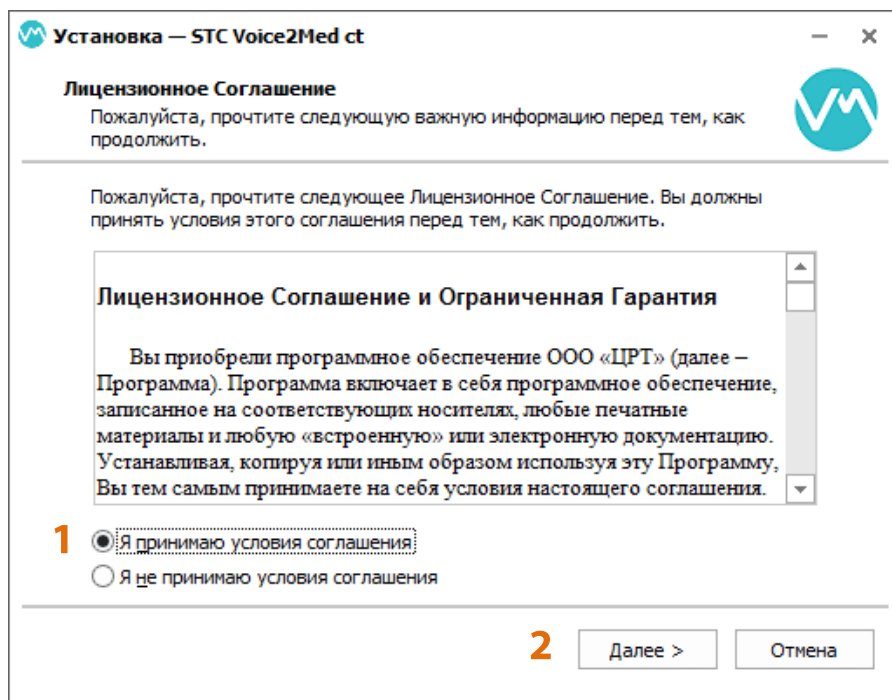 Установка — STC Voice2Med ct
Лицензионное Соглашение
Пожалуйста, прочтите следующую важную информацию перед тем, как
продолжить.
Пожалуйста, прочтите следующее Лицензионное Соглашение. Вы должны
принять условия этого соглашения перед тем, как продолжить.
Лицензионное Соглашение и Ограниченная Гарантия
Вы приобрели программное обеспечение ООО «ЦРТ» (далее –
Программа). Программа включает в себя программное обеспечение,
записанное на соответствующих носителях, любые печатные
материалы и любую «встроенную» или электронную документацию.
Устанавливая, копируя или иным образом используя эту Программу,
Вы тем самым принимаете на себя условия настоящего соглашения.
1 Я принимаю условия соглашения
Я не принимаю условия соглашения
2 Далее > Отмена